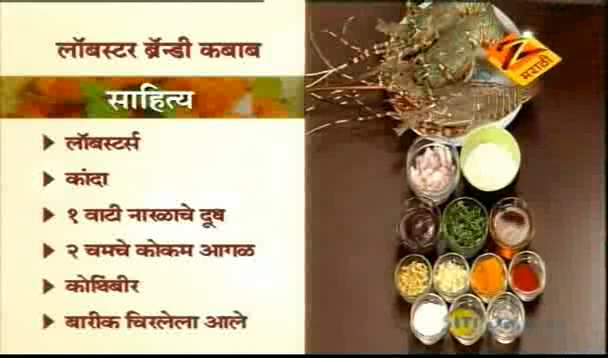 लॉबस्टर ब्रॅन्डी कबाब
साहित्य
लॉबस्टर्स
कांदा
१ वाटी नारळाचे दूध
२ चमचे कोकम आगळ
कोथिंबीर
बारीक चिरलेला आले
मराठी